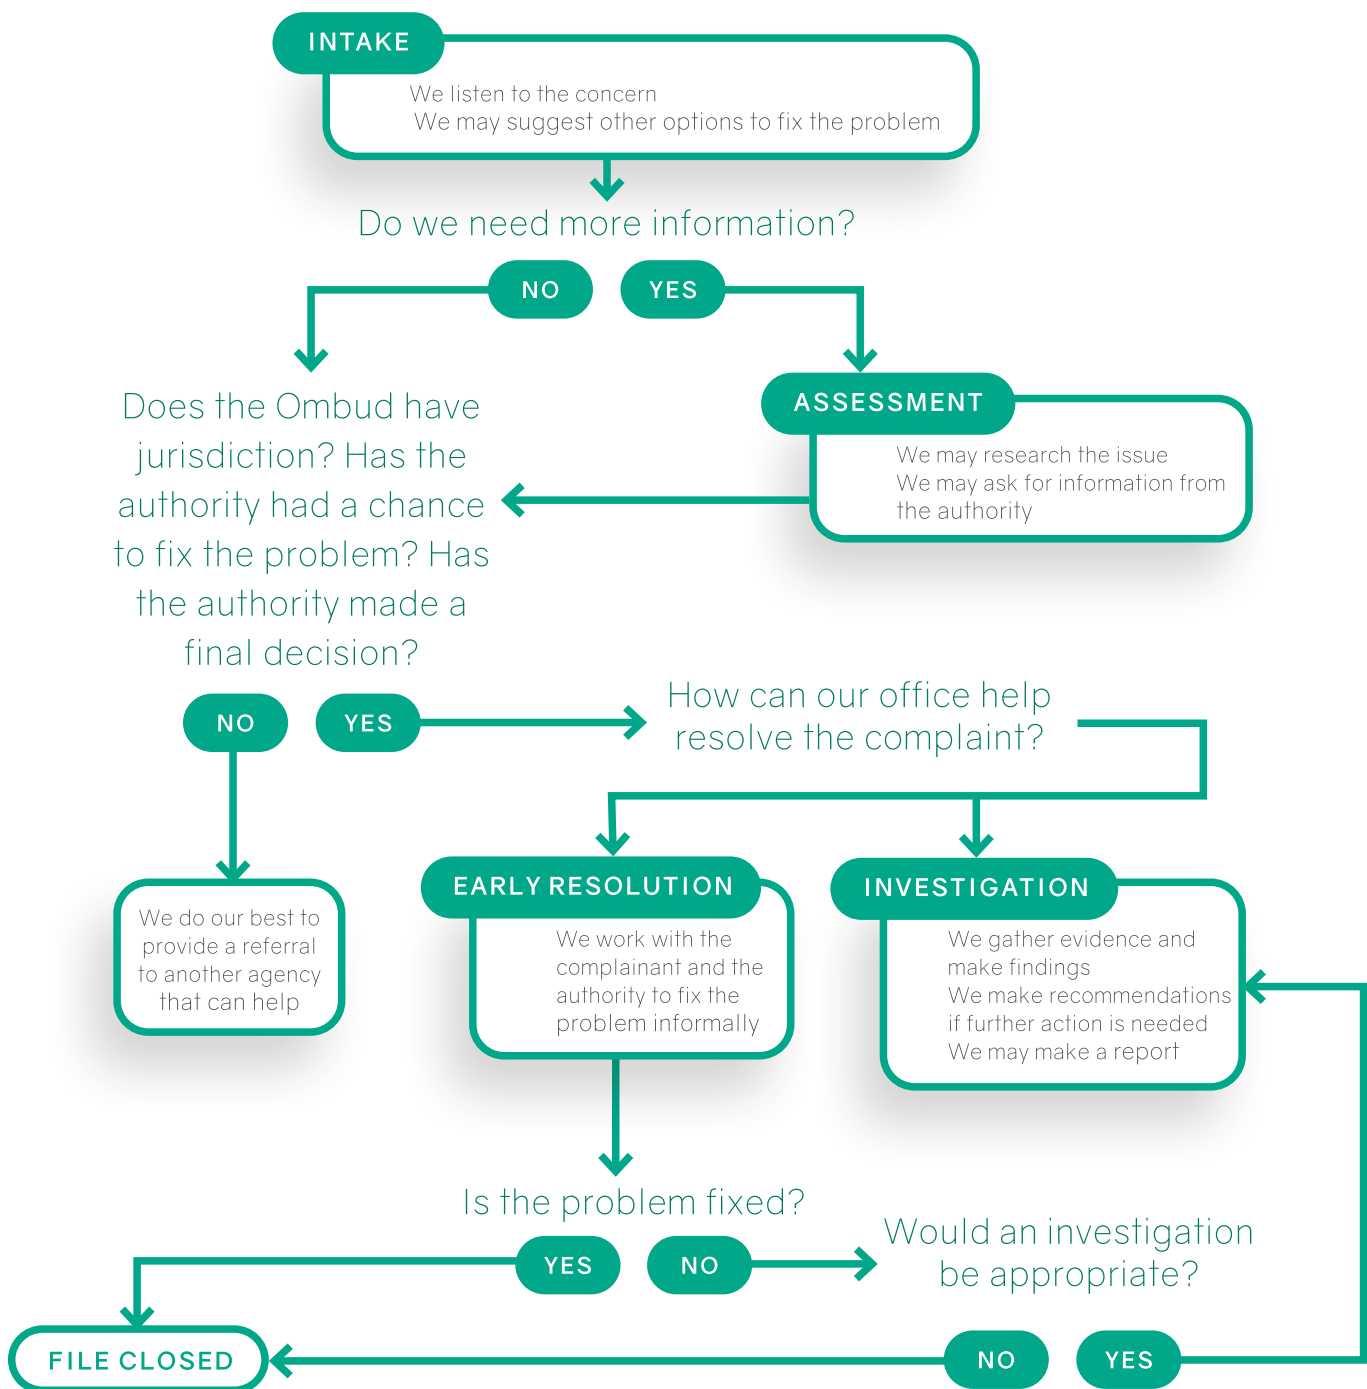 INTAKE
We listen to the concern
We may suggest other options to fix the problem
Do we need more information?
NO
YES
ASSESSMENT
We may research the issue
We may ask for information from
the authority
Does the Ombud have
jurisdiction? Has the
authority had a chance
to fix the problem? Has
the authority made a
final decision?
NO
YES
How can our office help
resolve the complaint?
We do our best to
provide a referral
to another agency
that can help
EARLY RESOLUTION
We work with the
complainant and the
authority to fix the
problem informally
INVESTIGATION
We gather evidence and
make findings
We make recommendations
if further action is needed
We may make a report
Is the problem fixed?
YES
NO
Would an investigation
be appropriate?
NO
YES
FILE CLOSED